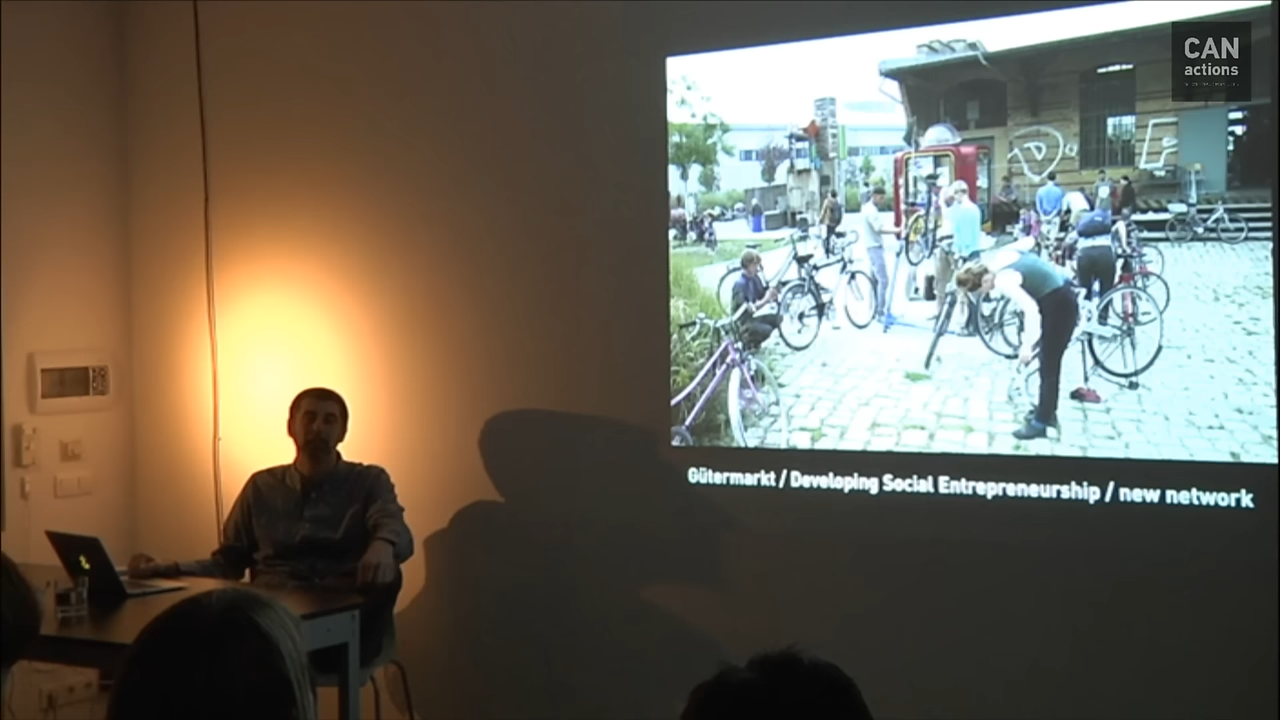 CAN
actions
Gütermarkt / Developing Social Entrepreneurship / new network